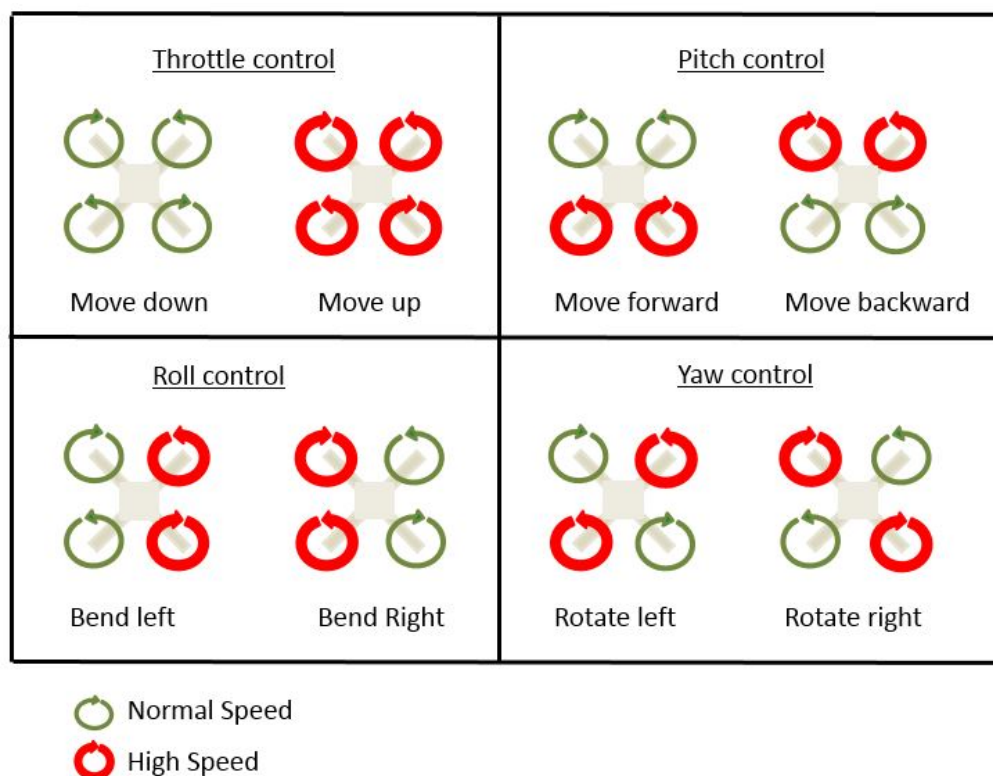 Throttle control
Pitch control
Move down
Move up
Move forward
Move backward
Roll control
Yaw control
Bend left
Bend Right
Rotate left
Rotate right
Normal Speed
High Speed